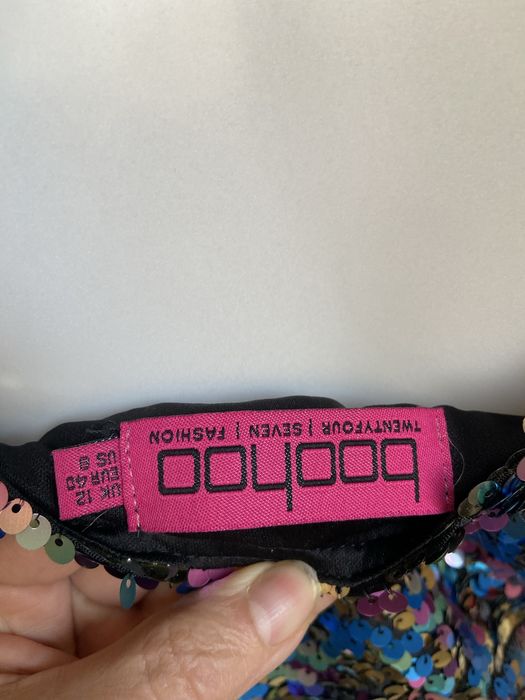 boohoo
TWENTYFOUR | SEVEN | FASHION
UK 12
EUR 40
US 8